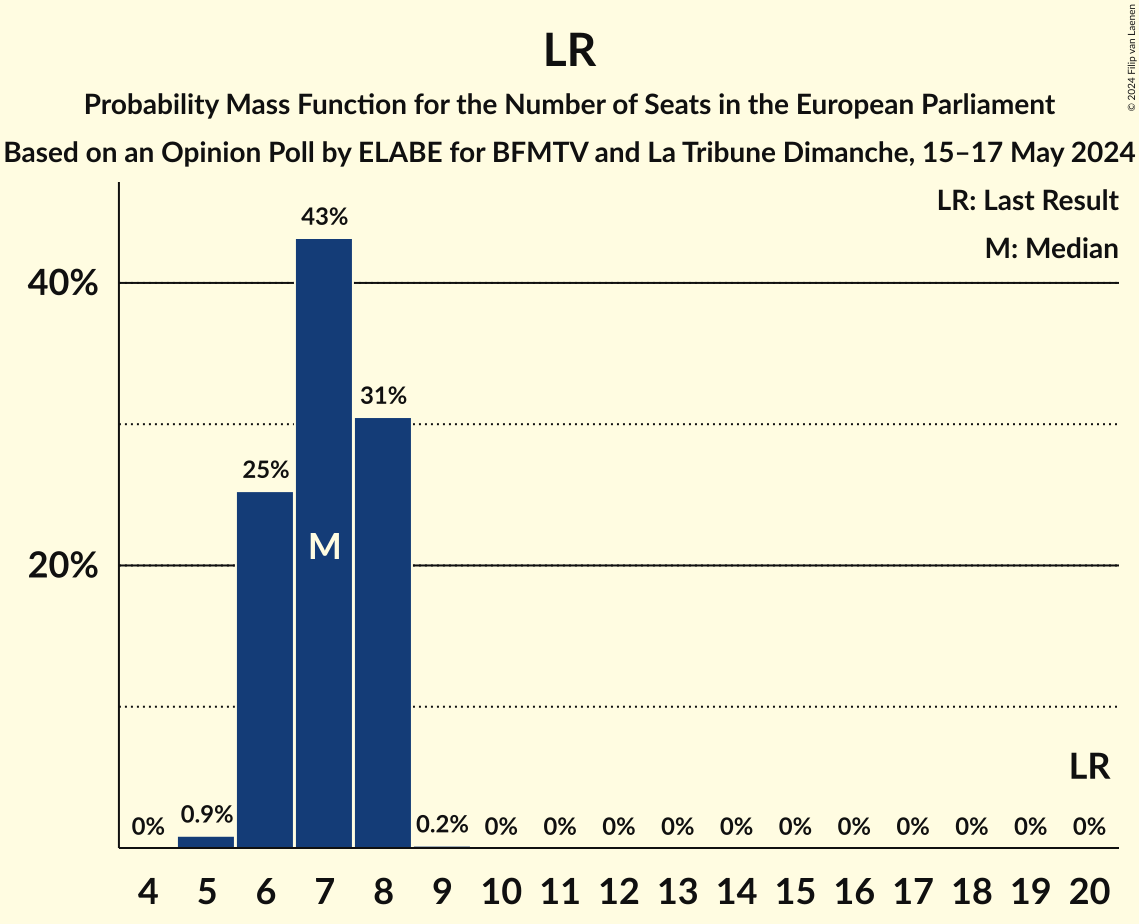 LR
Probability Mass Function for the Number of Seats in the European Parliament
Based on an Opinion Poll by ELABE for BFMTV and La Tribune Dimanche, 15–17 May 2024
© 2024 Filip van Laenen
LR: Last Result
M: Median
40%
20%
0% 0.9% 25% 43% 31% 0.2% 0% 0% 0% 0% 0% 0% 0% 0% 0% 0% 0%
M
LR
4 5 6 7 8 9 10 11 12 13 14 15 16 17 18 19 20